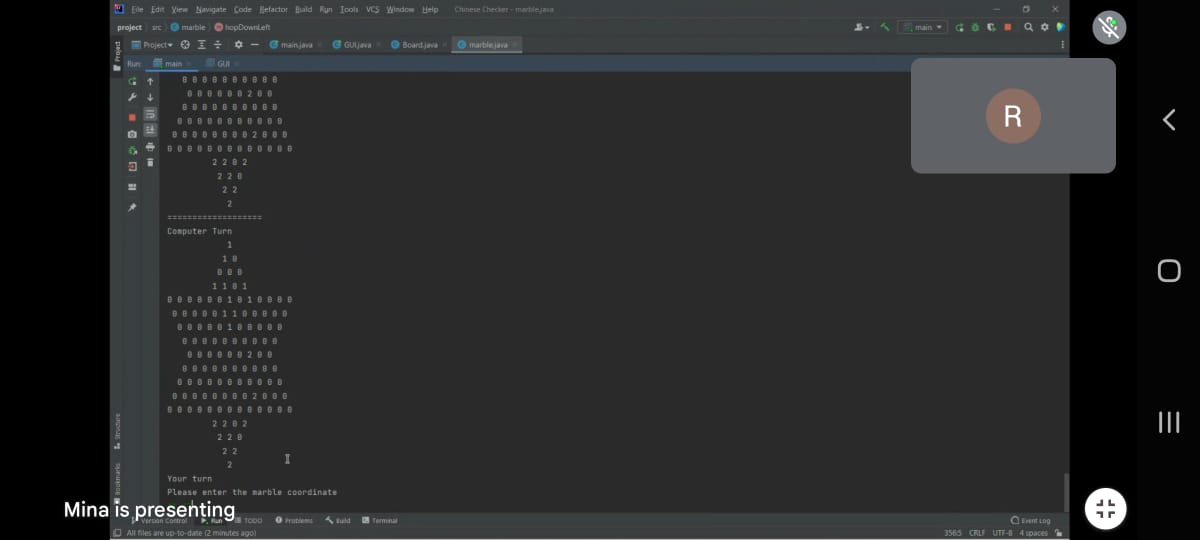 File Edit View Navigate Code Refactor Build Run Tools VCS Window Help Chinese Checker - marble.java
project src marble hopDownLeft main
Project main.java GUI.java Board.java marble.java
Project
Run: main GUI
0 0 0 0 0 0 0 0 0 0
0 0 0 0 0 0 2 0 0
0 0 0 0 0 0 0 0 0 0
0 0 0 0 0 0 0 0 0 0 0
0 0 0 0 0 0 0 0 2 0 0 0
0 0 0 0 0 0 0 0 0 0 0 0 0
2 2 0 2
2 2 0
2 2
2
===================
Computer Turn
1
1 0
0 0 0
1 1 0 1
0 0 0 0 0 0 1 0 1 0 0 0 0
0 0 0 0 0 1 1 0 0 0 0 0
0 0 0 0 0 1 0 0 0 0 0
0 0 0 0 0 0 0 0 0 0
0 0 0 0 0 0 2 0 0
0 0 0 0 0 0 0 0 0 0
0 0 0 0 0 0 0 0 0 0 0
0 0 0 0 0 0 0 0 2 0 0 0
0 0 0 0 0 0 0 0 0 0 0 0 0
2 2 0 2
2 2 0
2 2
2
Your turn
Please enter the marble coordinate
R
Structure
Bookmarks
Mina is presenting
Version Control Run TODO Problems Build Terminal Event Log
All files are up-to-date (2 minutes ago) 356:5 CRLF UTF-8 4 spaces